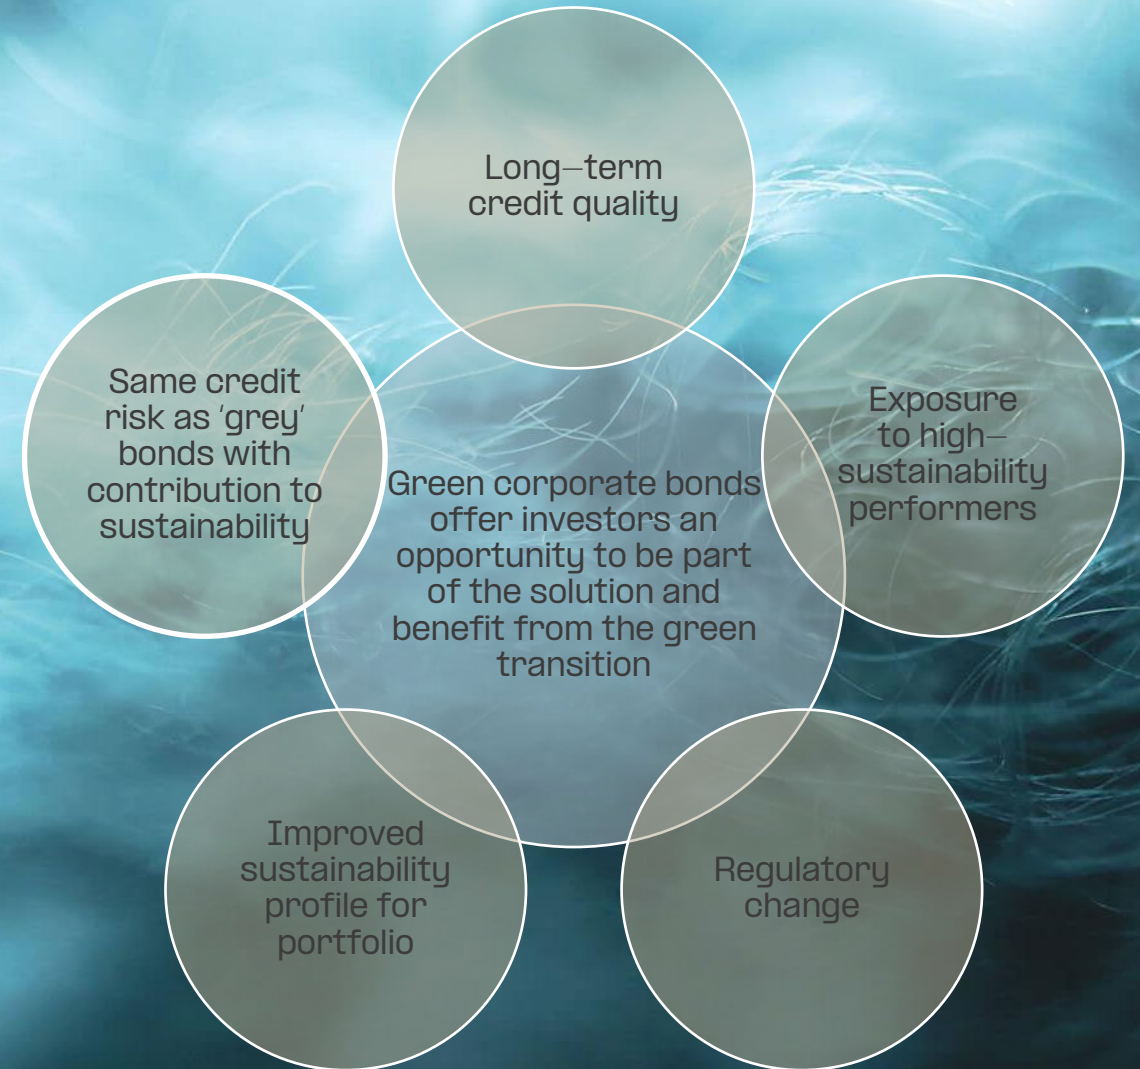 Long–term
credit quality
Same credit
risk as ‘grey’
bonds with
contribution to
sustainability
Exposure
to high–
sustainability
performers
Green corporate bonds
offer investors an
opportunity to be part
of the solution and
benefit from the green
transition
Improved
sustainability
profile for
portfolio
Regulatory
change